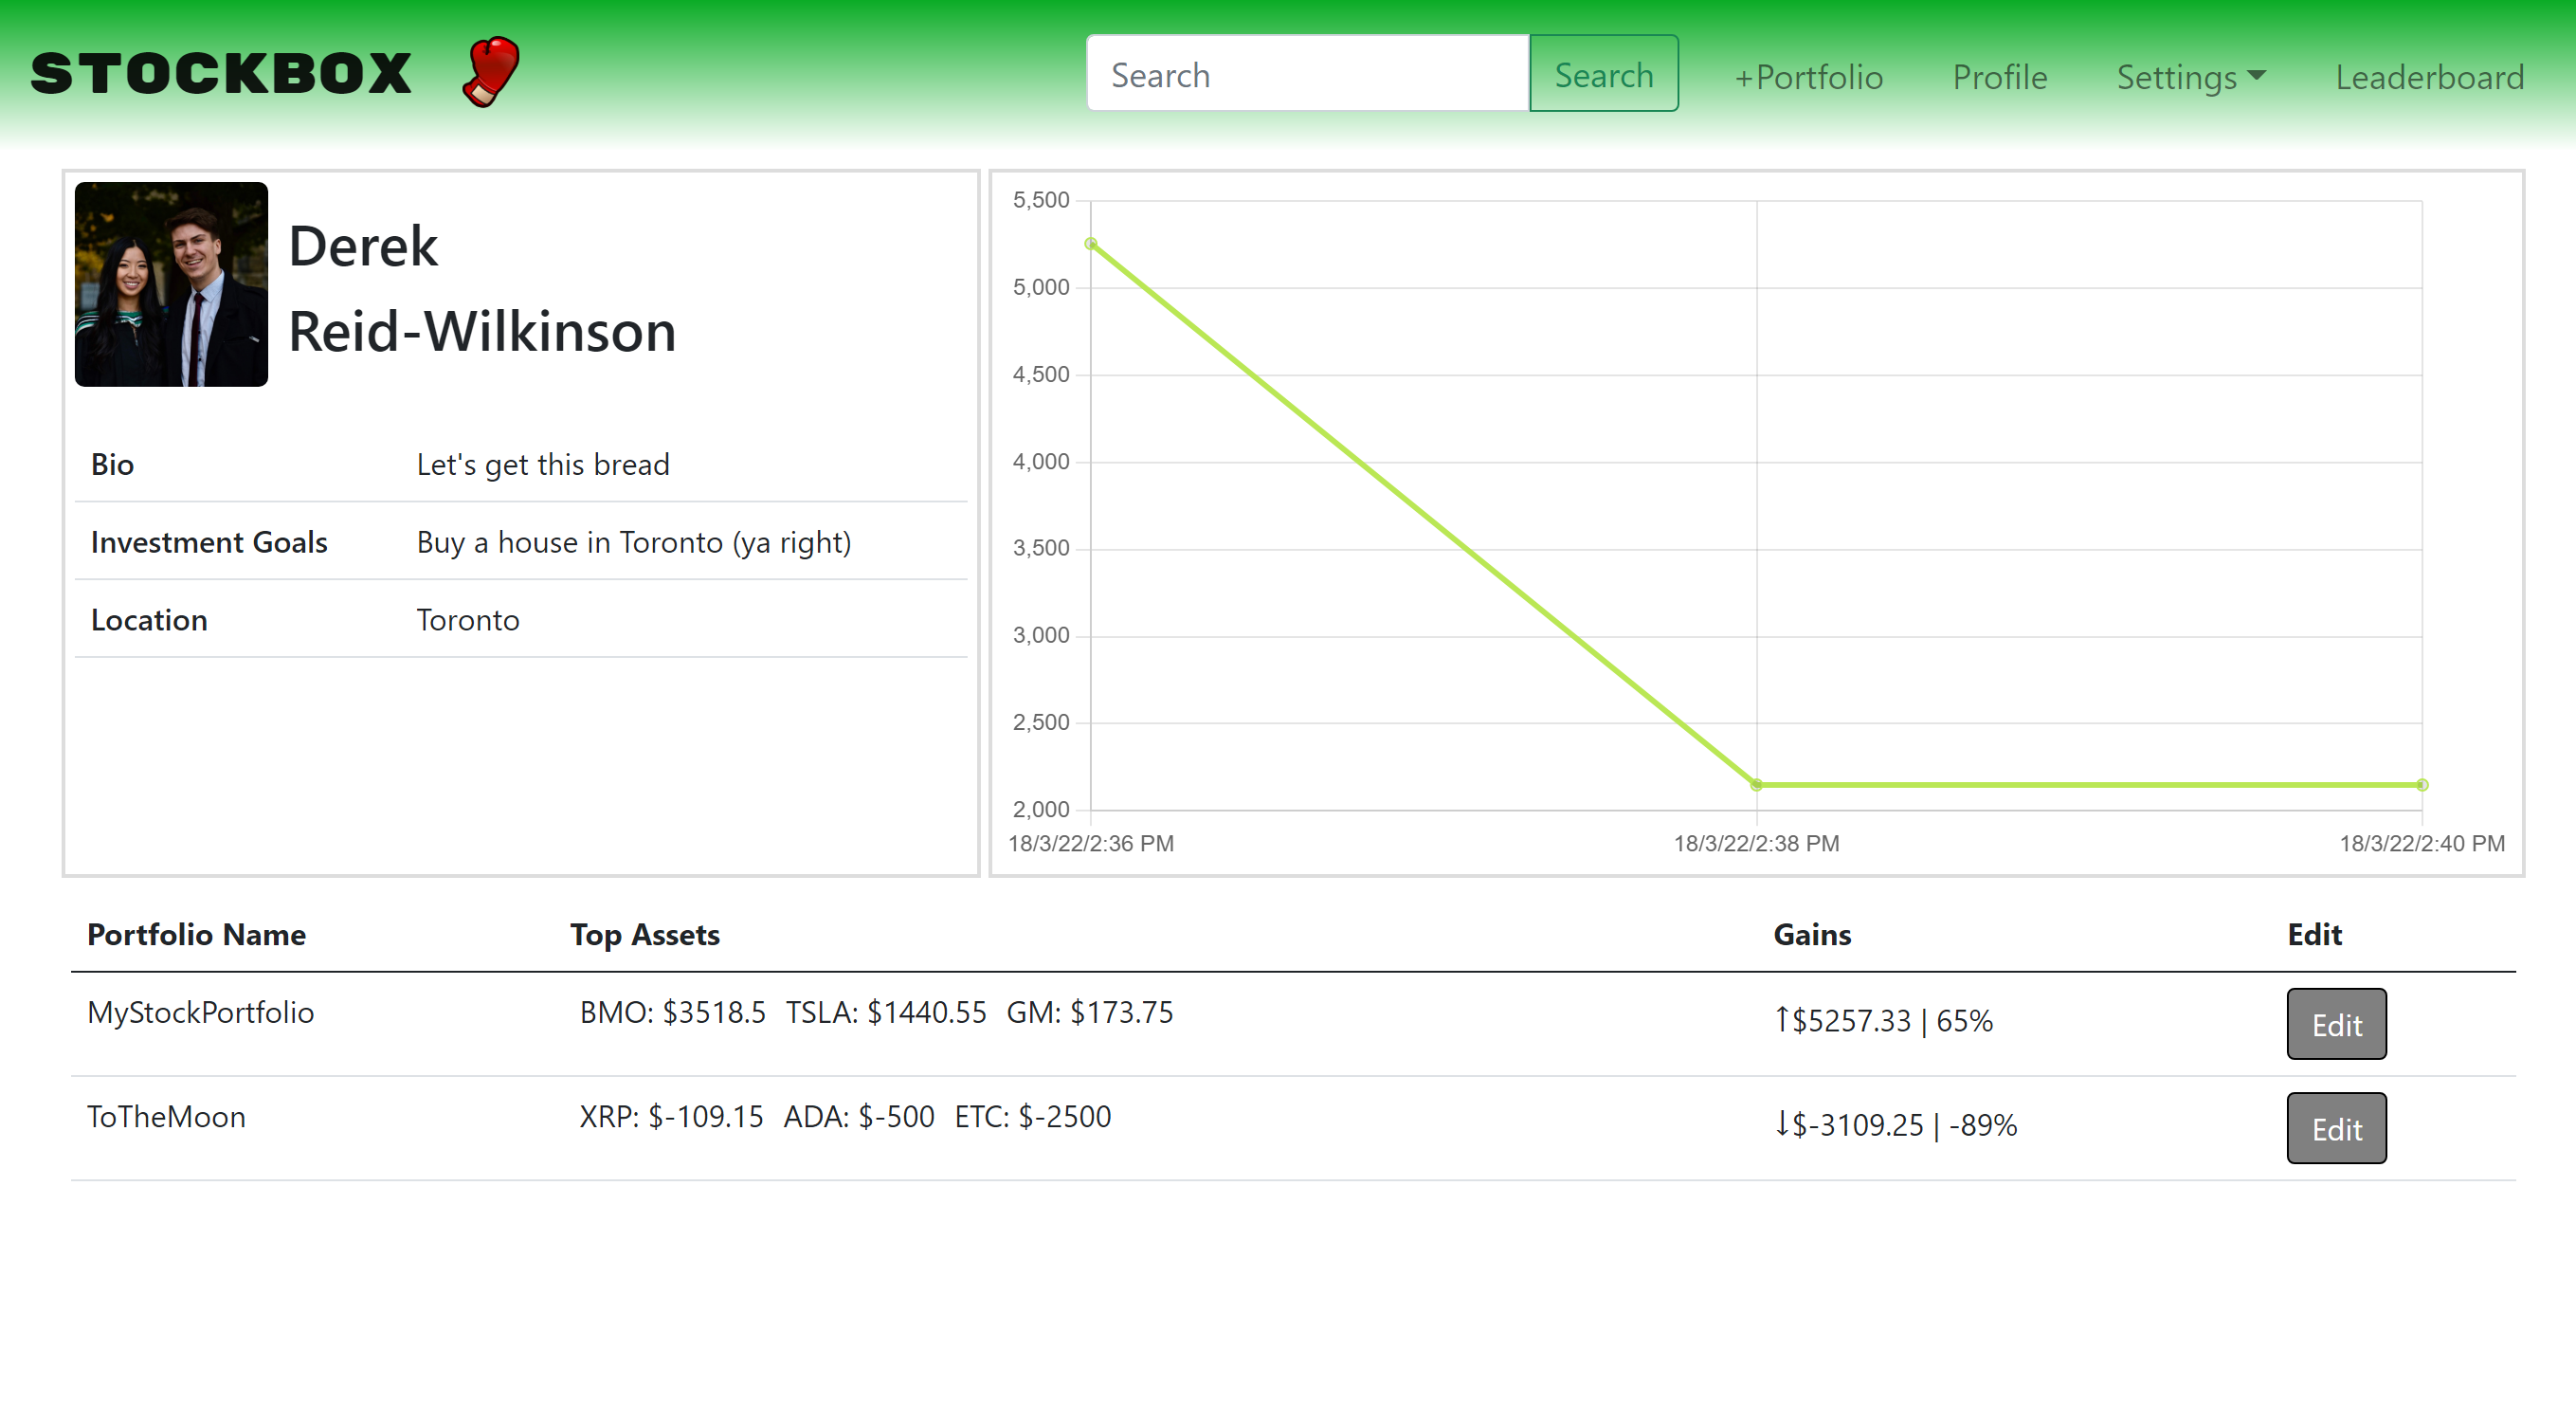 STOCKBOX
Search Search +Portfolio Profile Settings Leaderboard
Derek
Reid-Wilkinson
Bio Let's get this bread
Investment Goals Buy a house in Toronto (ya right)
Location Toronto
5,500
5,000
4,500
4,000
3,500
3,000
2,500
2,000
18/3/22/2:36 PM 18/3/22/2:38 PM 18/3/22/2:40 PM
Portfolio Name Top Assets Gains Edit
MyStockPortfolio BMO: $3518.5 TSLA: $1440.55 GM: $173.75 ↑$5257.33 | 65% Edit
ToTheMoon XRP: $-109.15 ADA: $-500 ETC: $-2500 ↓$-3109.25 | -89% Edit